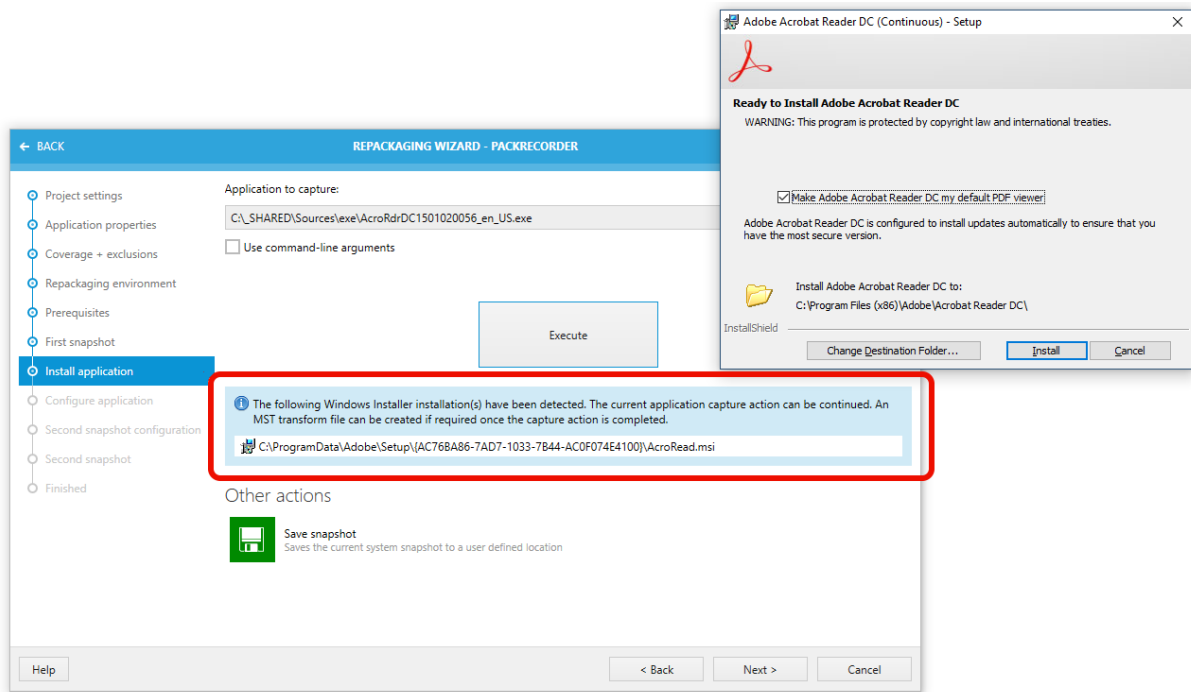 Adobe Acrobat Reader DC (Continuous) - Setup
Ready to Install Adobe Acrobat Reader DC
WARNING: This program is protected by copyright law and international treaties.
Make Adobe Acrobat Reader DC my default PDF viewer
Adobe Acrobat Reader DC is configured to install updates automatically to ensure that you
have the most secure version.
Install Adobe Acrobat Reader DC to:
C:\Program Files (x86)\Adobe\Acrobat Reader DC\
InstallShield
Change Destination Folder...
Install
Cancel
BACK
REPACKAGING WIZARD - PACKRECORDER
Project settings
Application properties
Coverage + exclusions
Repackaging environment
Prerequisites
First snapshot
Install application
Configure application
Second snapshot configuration
Second snapshot
Finished
Application to capture:
C:\_SHARED\Sources\exe\AcroRdrDC1501020056_en_US.exe
Use command-line arguments
Execute
The following Windows Installer installation(s) have been detected. The current application capture action can be continued. An
MST transform file can be created if required once the capture action is completed.
C:\ProgramData\Adobe\Setup\{AC76BA86-7AD7-1033-7B44-AC0F074E4100}\AcroRead.msi
Other actions
Save snapshot
Saves the current system snapshot to a user defined location
Help
< Back
Next >
Cancel